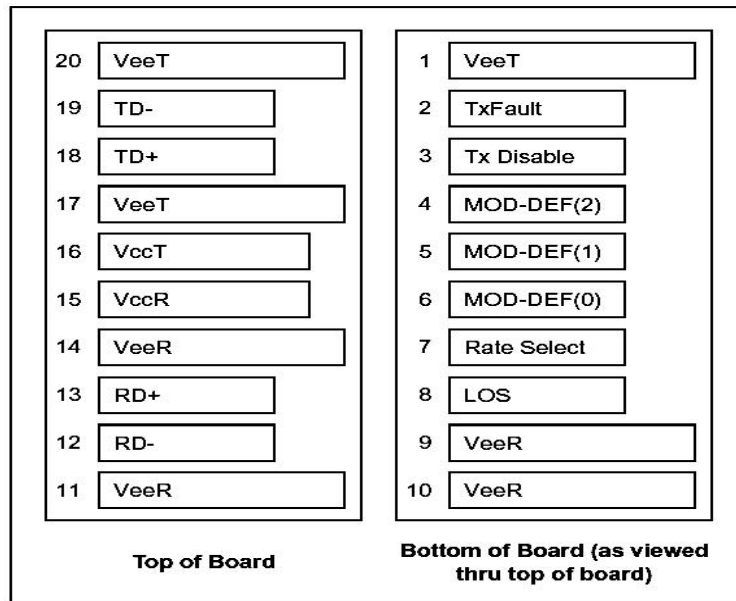 20 VeeT
19 TD-
18 TD+
17 VeeT
16 VccT
15 VccR
14 VeeR
13 RD+
12 RD-
11 VeeR
Top of Board
1 VeeT
2 TxFault
3 Tx Disable
4 MOD-DEF(2)
5 MOD-DEF(1)
6 MOD-DEF(0)
7 Rate Select
8 LOS
9 VeeR
10 VeeR
Bottom of Board (as viewed
thru top of board)